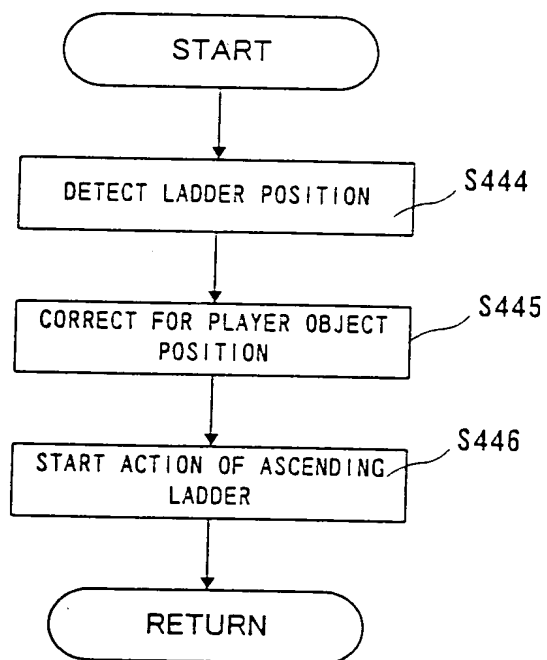 START
DETECT LADDER POSITION
S444
CORRECT FOR PLAYER OBJECT
POSITION
S445
START ACTION OF ASCENDING
LADDER
S446
RETURN